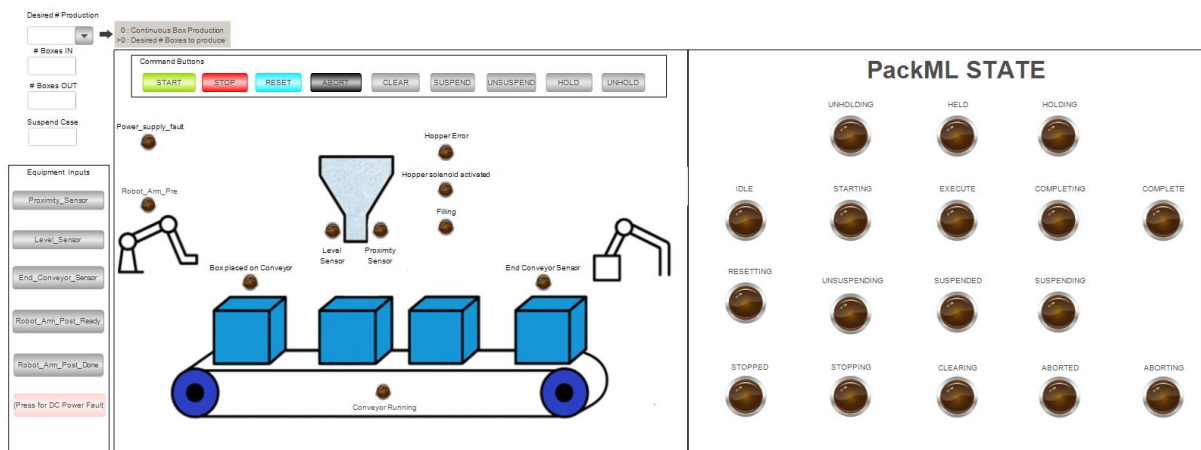 Desired # Production
0 : Continuous Box Production
>0 : Desired # Boxes to produce
# Boxes IN
# Boxes OUT
Suspend Case
Equipment Inputs
Proximity_Sensor
Level_Sensor
End_Conveyor_Sensor
Robot_Arm_Post_Ready
Robot_Arm_Post_Done
(Press for DC Power Fault
Command Buttons
START
STOP
RESET
ABORT
CLEAR
SUSPEND
UNSUSPEND
HOLD
UNHOLD
Power_supply_fault
Hopper Error
Hopper solenoid activated
Robot_Arm_Pre
Filling
Level
Sensor
Proximity
Sensor
Box placed on Conveyor
End Conveyor Sensor
Conveyor Running
PackML STATE
UNHOLDING
HELD
HOLDING
IDLE
STARTING
EXECUTE
COMPLETING
COMPLETE
RESETTING
UNSUSPENDING
SUSPENDED
SUSPENDING
STOPPED
STOPPING
CLEARING
ABORTED
ABORTING